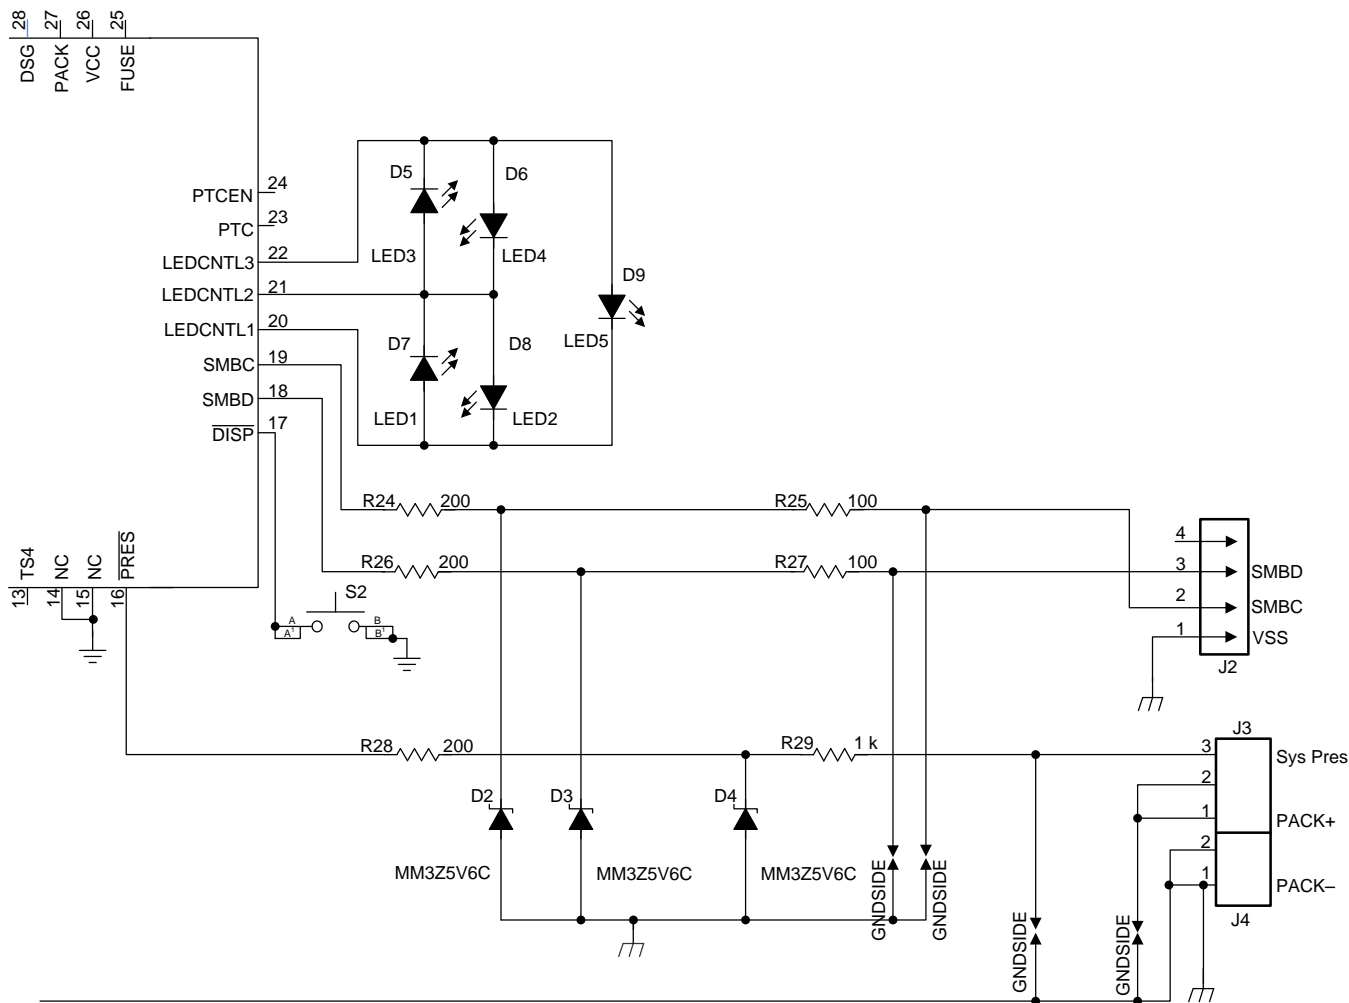 28
27
26
25
DSG
PACK
VCC
FUSE
PTCEN 24
PTC 23
LEDCNTL3 22
LEDCNTL2 21
LEDCNTL1 20
SMBC 19
SMBD 18
DISP 17
D5
D6
LED3
LED4
D9
LED5
D7
D8
LED1
LED2
R24 200
R25 100
R26 200
R27 100
4
3 SMBD
2 SMBC
1 VSS
J2
TS4
NC
NC
PRES
13
14
15
16
S2
A
A1
B
B1
R28 200
R29 1 k
J3
3 Sys Pres
2
1 PACK+
2
1 PACK–
J4
D2
D3
D4
MM3Z5V6C
MM3Z5V6C
MM3Z5V6C
GNDSIDE
GNDSIDE
GNDSIDE
GNDSIDE